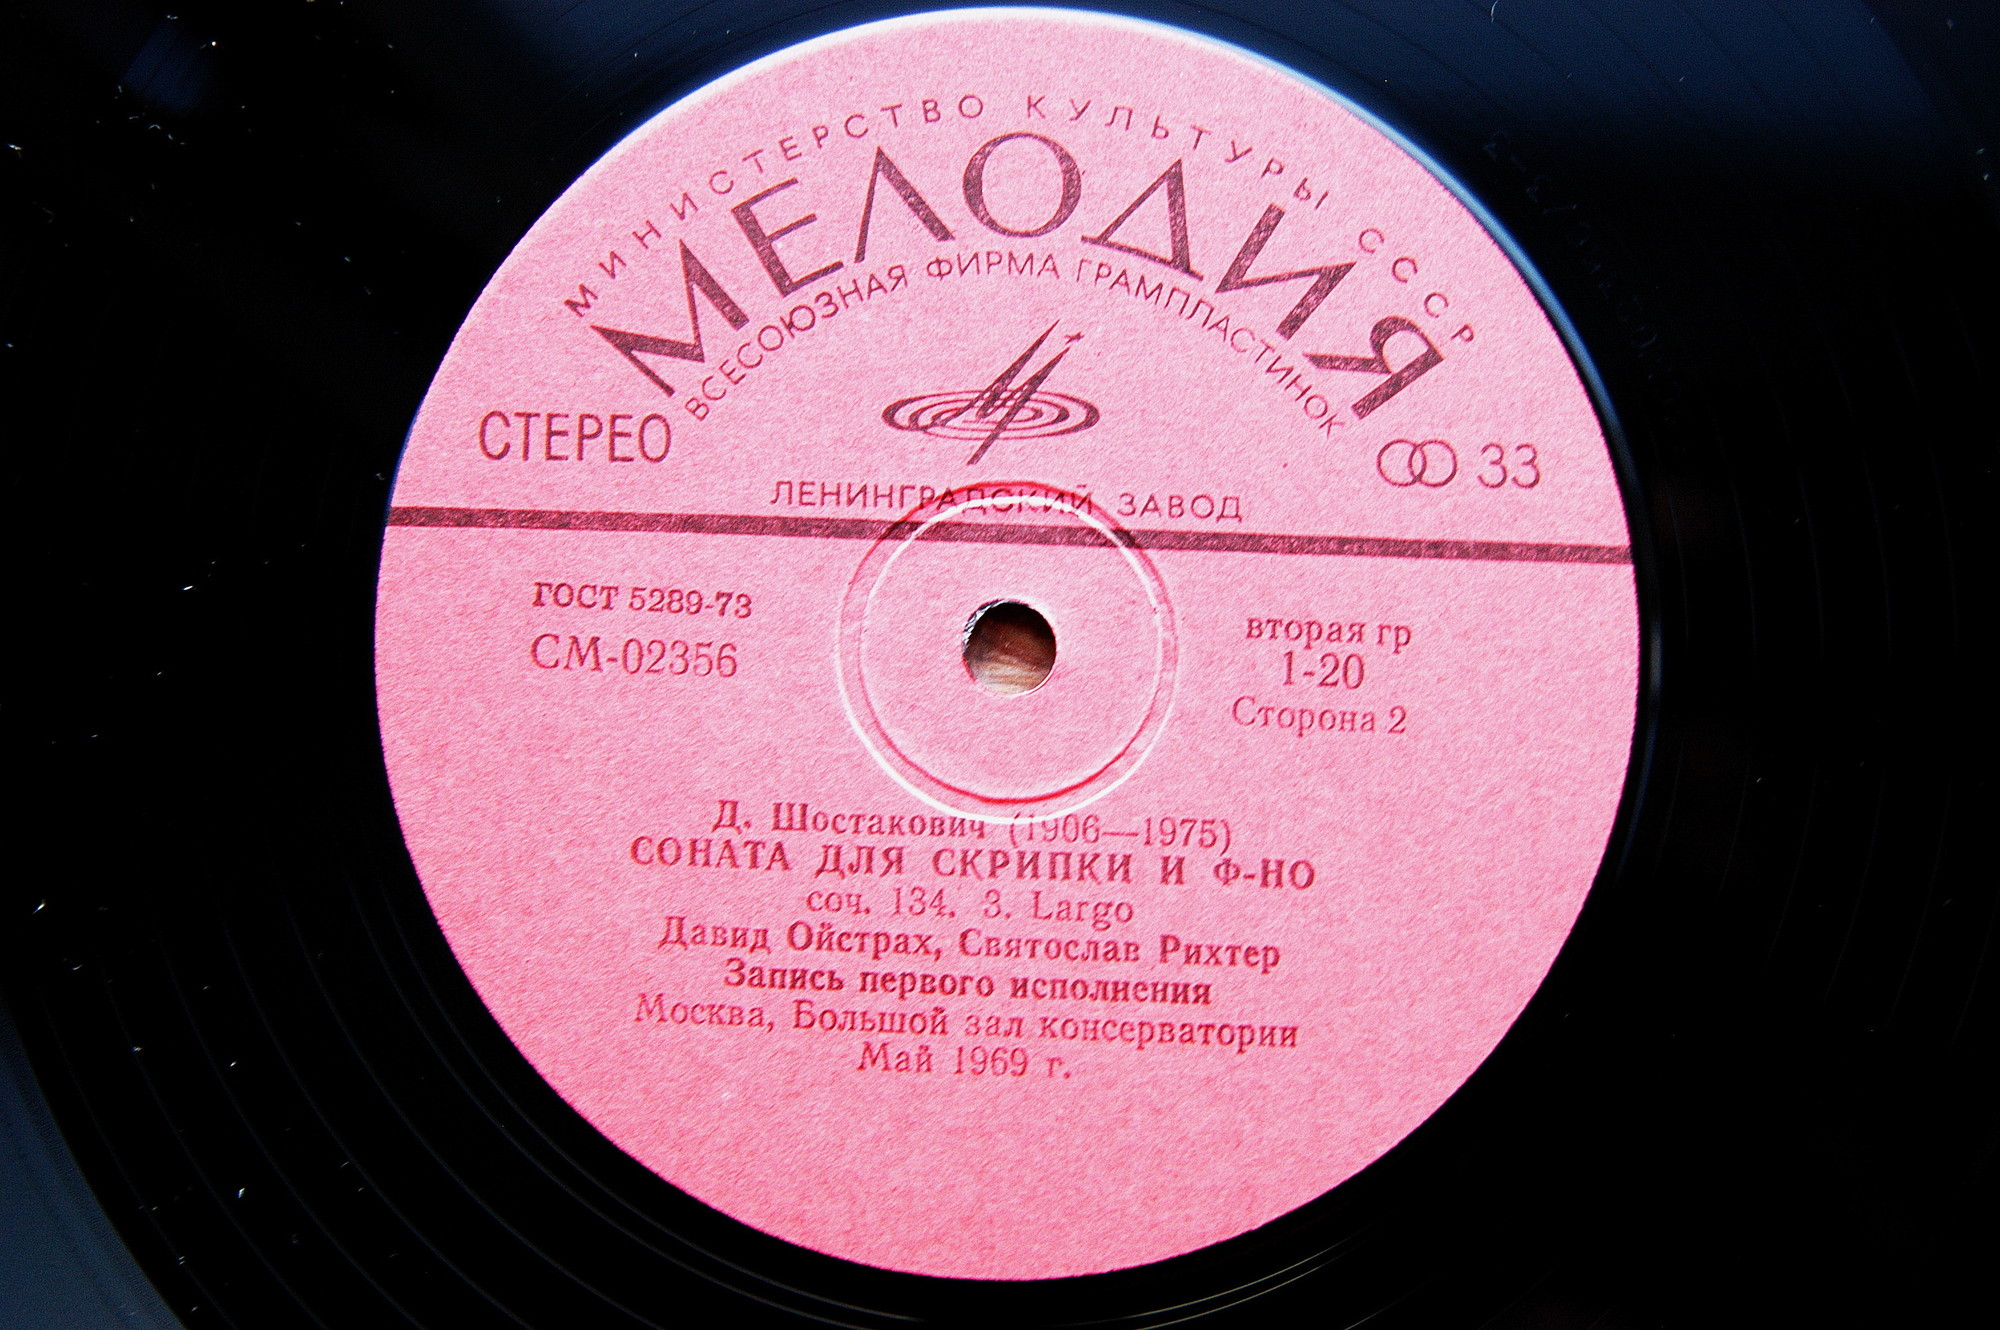 МИНИСТЕРСТВО КУЛЬТУРЫ СССР
МЕЛОДИЯ
ВСЕСОЮЗНАЯ ФИРМА ГРАМПЛАСТИНОК
СТЕРЕО
33
ЛЕНИНГРАДСКИЙ ЗАВОД
ГОСТ 5289-73
СМ-02356
вторая гр
1-20
Сторона 2
Д. Шостакович (1906—1975)
СОНАТА ДЛЯ СКРИПКИ И Ф-НО
соч. 134. 3. Largo
Давид Ойстрах, Святослав Рихтер
Запись первого исполнения
Москва, Большой зал консерватории
Май 1969 г.